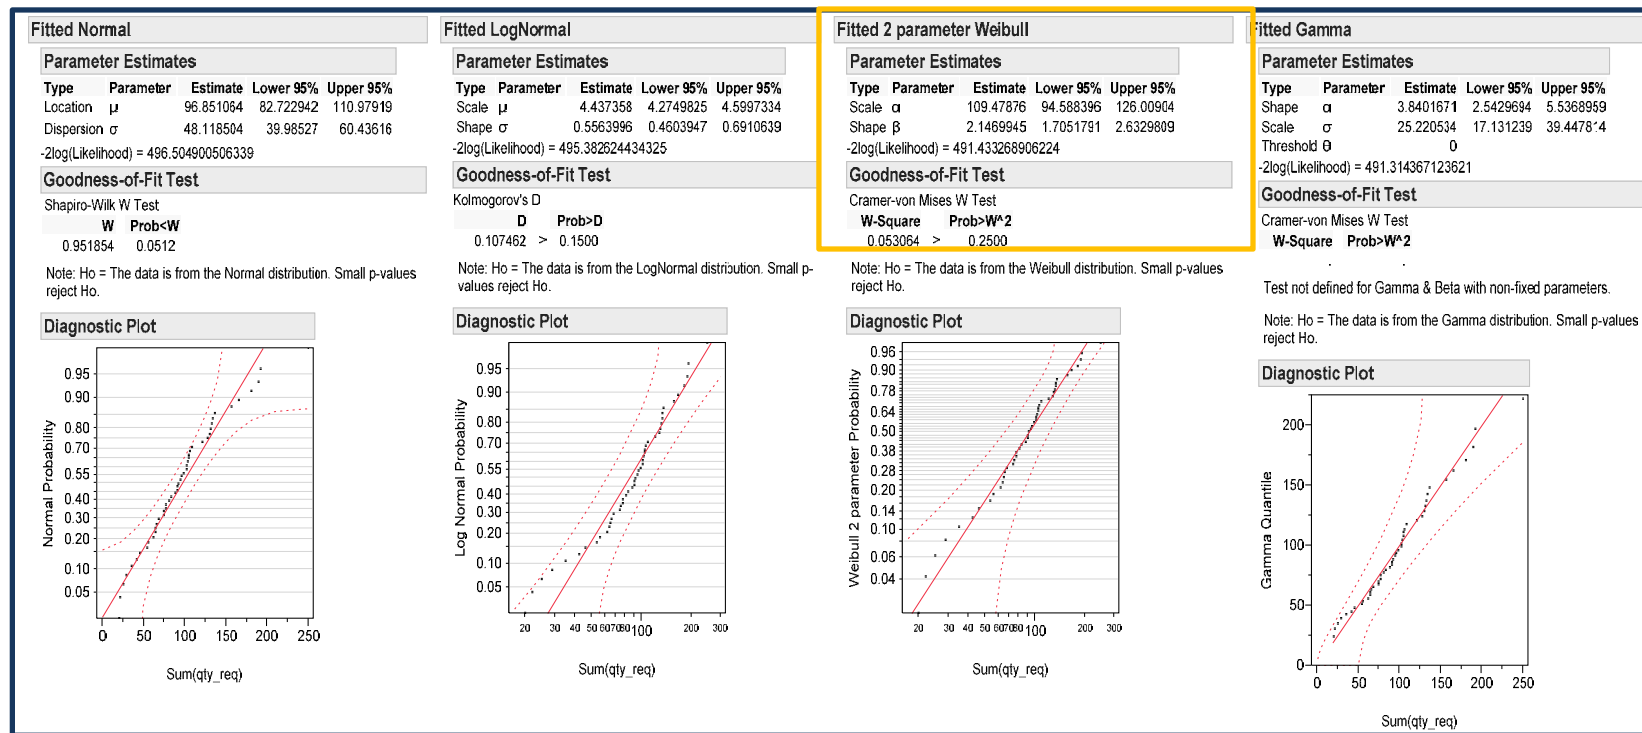 Fitted Normal
Parameter Estimates
Type Parameter Estimate Lower 95% Upper 95%
Location μ 96.851064 82.722942 110.97919
Dispersion σ 48.118504 39.98527 60.43616
-2log(Likelihood) = 496.504900506339
Goodness-of-Fit Test
Shapiro-Wilk W Test
W Prob<W
0.951854 0.0512
Note: Ho = The data is from the Normal distribution. Small p-values
reject Ho.
Diagnostic Plot
Normal Probability
0.95
0.90
0.80
0.70
0.55
0.40
0.30
0.20
0.10
0.05
0 50 100 150 200 250
Sum(qty_req)
Fitted LogNormal
Parameter Estimates
Type Parameter Estimate Lower 95% Upper 95%
Scale μ 4.437358 4.2749825 4.5997334
Shape σ 0.5563996 0.4603947 0.6910639
-2log(Likelihood) = 495.382624434325
Goodness-of-Fit Test
Kolmogorov's D
D Prob>D
0.107462 > 0.1500
Note: Ho = The data is from the LogNormal distribution. Small p-
values reject Ho.
Diagnostic Plot
Log Normal Probability
0.95
0.90
0.80
0.70
0.55
0.40
0.30
0.20
0.10
0.05
20 30 40 50 60 70 80 100 200 300
Sum(qty_req)
Fitted 2 parameter Weibull
Parameter Estimates
Type Parameter Estimate Lower 95% Upper 95%
Scale α 109.47876 94.588396 126.00904
Shape β 2.1469945 1.7051791 2.6329809
-2log(Likelihood) = 491.433268906224
Goodness-of-Fit Test
Cramer-von Mises W Test
W-Square Prob>W^2
0.053064 > 0.2500
Note: Ho = The data is from the Weibull distribution. Small p-values
reject Ho.
Diagnostic Plot
Weibull 2 parameter Probability
0.96
0.90
0.78
0.64
0.50
0.38
0.28
0.20
0.14
0.10
0.06
0.04
20 30 40 50 60 70 80 100 200 300
Sum(qty_req)
Fitted Gamma
Parameter Estimates
Type Parameter Estimate Lower 95% Upper 95%
Shape α 3.8401671 2.5429694 5.5368959
Scale σ 25.220534 17.131239 39.447814
Threshold θ 0
-2log(Likelihood) = 491.314367123621
Goodness-of-Fit Test
Cramer-von Mises W Test
W-Square Prob>W^2
. .
Test not defined for Gamma & Beta with non-fixed parameters.
Note: Ho = The data is from the Gamma distribution. Small p-values
reject Ho.
Diagnostic Plot
Gamma Quantile
200
150
100
50
0
0 50 100 150 200 250
Sum(qty_req)